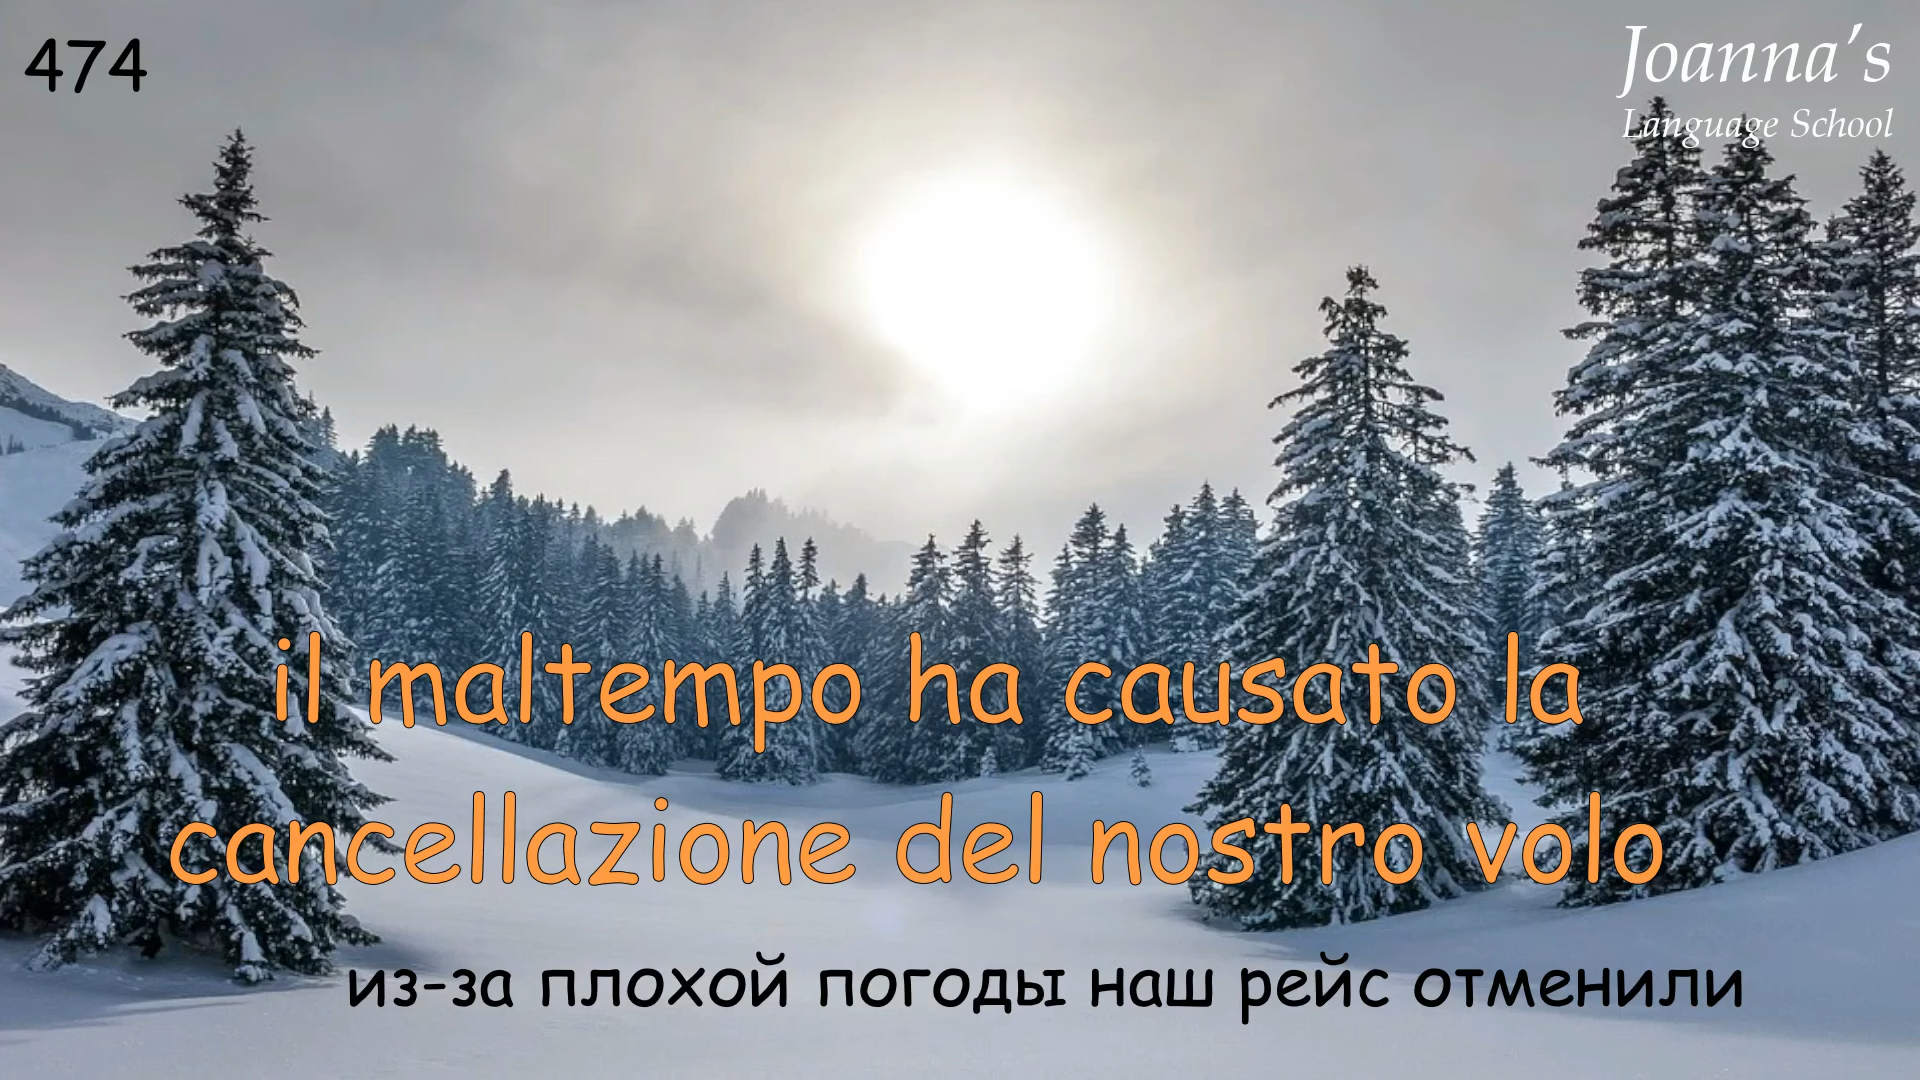 474
Joanna's
Language School
il maltempo ha causato la
cancellazione del nostro volo
из-за плохой погоды наш рейс отменили